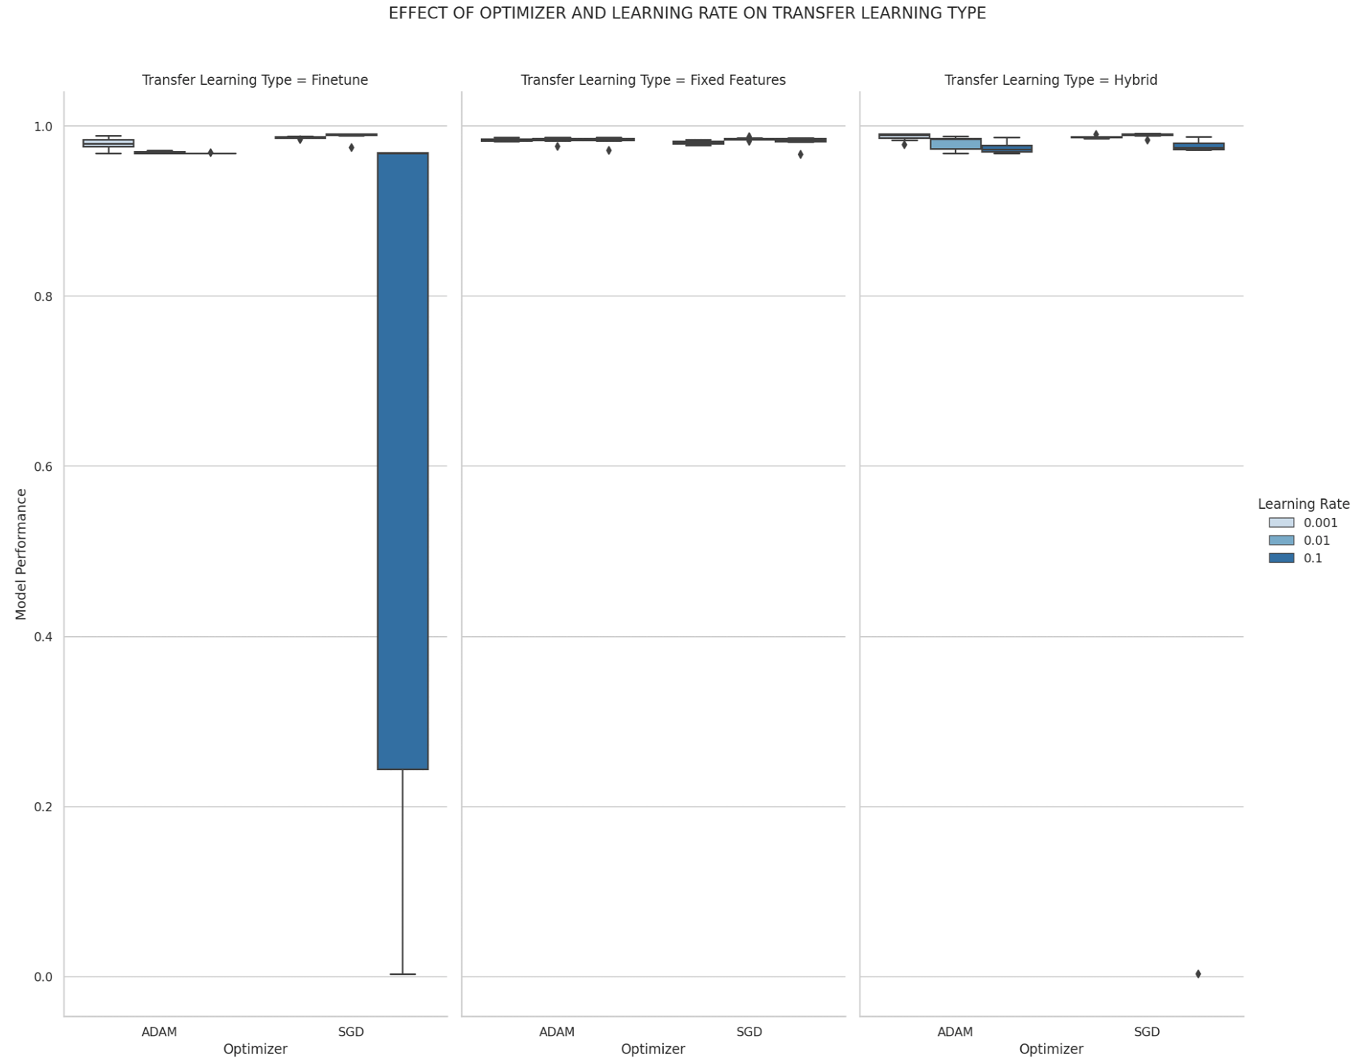 EFFECT OF OPTIMIZER AND LEARNING RATE ON TRANSFER LEARNING TYPE
Transfer Learning Type = Finetune
Transfer Learning Type = Fixed Features
Transfer Learning Type = Hybrid
1.0
0.8
0.6
0.4
0.2
0.0
Model Performance
ADAM
SGD
Optimizer
ADAM
SGD
Optimizer
ADAM
SGD
Optimizer
Learning Rate
0.001
0.01
0.1